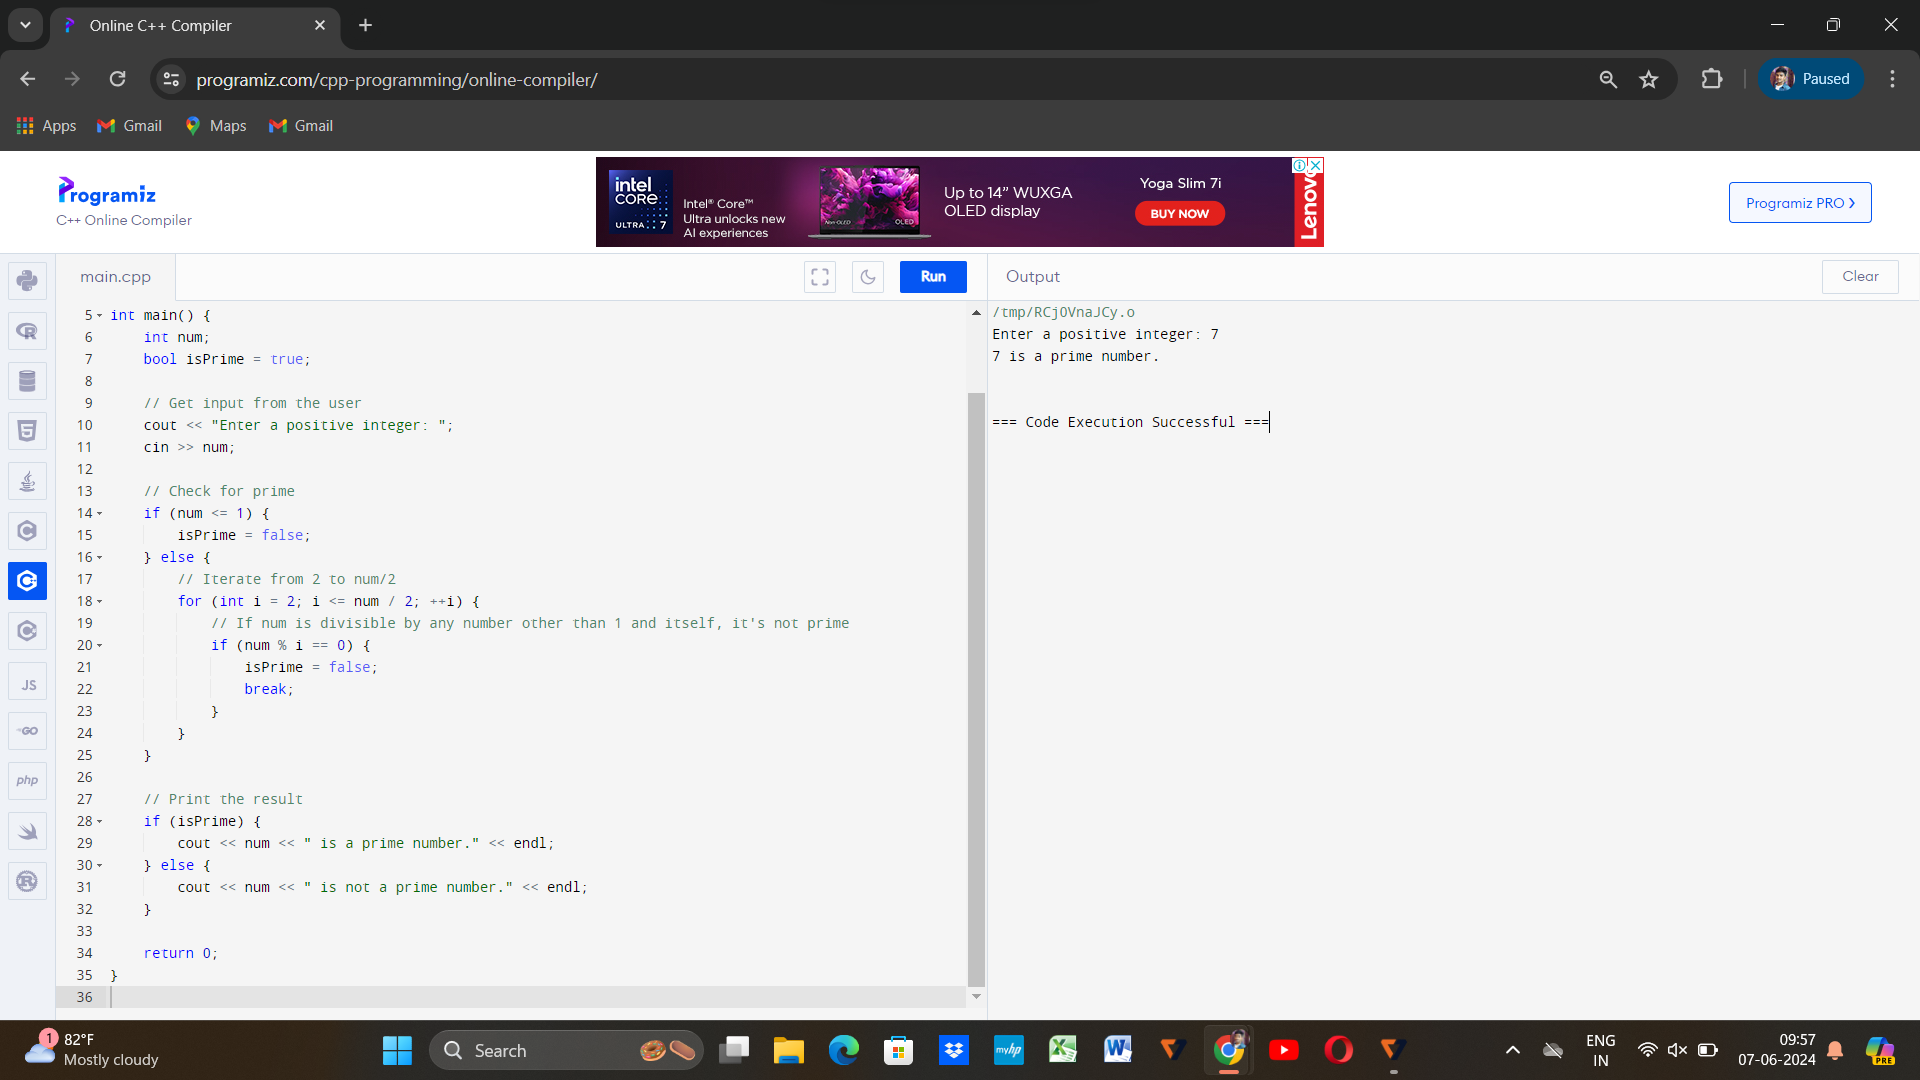 Online C++ Compiler
programiz.com/cpp-programming/online-compiler/
Paused
Apps
Gmail
Maps
Gmail
Programiz
C++ Online Compiler
intel
CORE
ULTRA 7
Intel® Core™
Ultra unlocks new
AI experiences
Non-OLED
OLED
Up to 14” WUXGA
OLED display
Yoga Slim 7i
BUY NOW
Lenovo
Programiz PRO >
main.cpp
Run
Output
Clear
5 int main() {
6 int num;
7 bool isPrime = true;
8
9 // Get input from the user
10 cout << "Enter a positive integer: ";
11 cin >> num;
12
13 // Check for prime
14 if (num <= 1) {
15 isPrime = false;
16 } else {
17 // Iterate from 2 to num/2
18 for (int i = 2; i <= num / 2; ++i) {
19 // If num is divisible by any number other than 1 and itself, it's not prime
20 if (num % i == 0) {
21 isPrime = false;
22 break;
23 }
24 }
25 }
26
27 // Print the result
28 if (isPrime) {
29 cout << num << " is a prime number." << endl;
30 } else {
31 cout << num << " is not a prime number." << endl;
32 }
33
34 return 0;
35 }
36
/tmp/RCjOVnaJCy.o
Enter a positive integer: 7
7 is a prime number.
=== Code Execution Successful ===
JS
GO
php
1
82°F
Mostly cloudy
Search
myhp
ENG
IN
09:57
07-06-2024
PRE